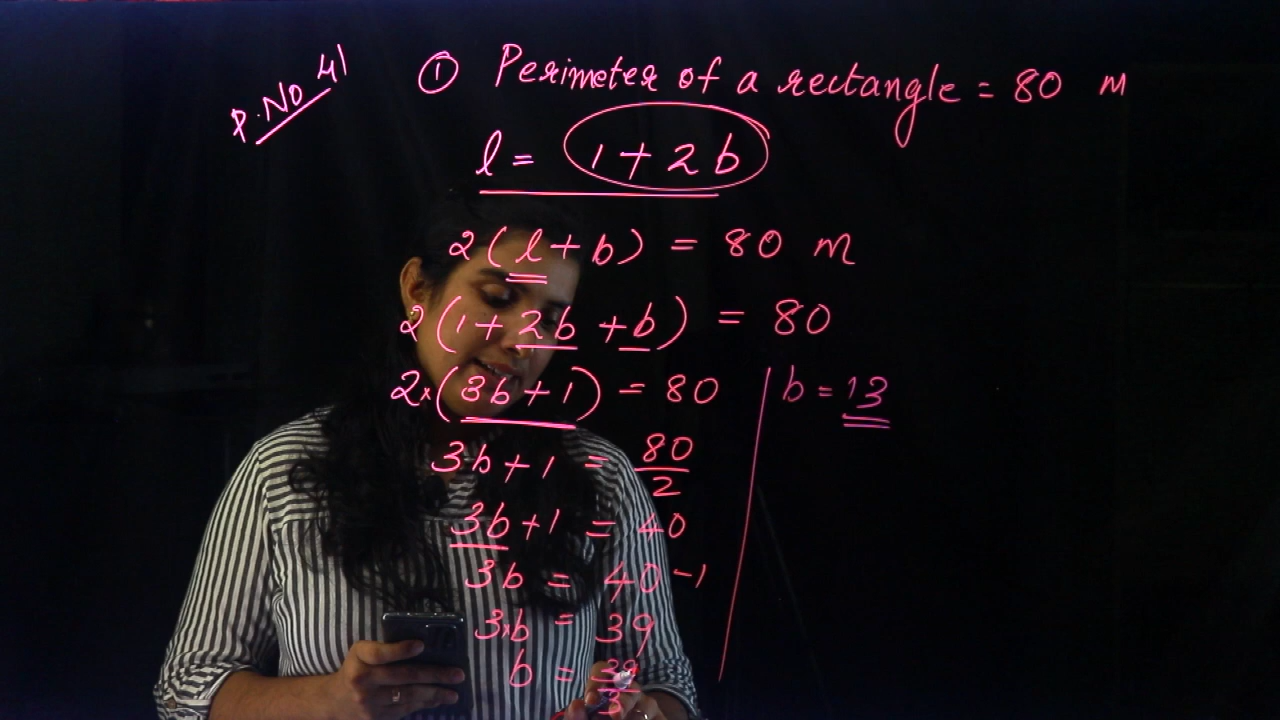 P.NO 41
① Perimeter of a rectangle = 80 m
l = 1 + 2b
2(l + b) = 80 m
2(1 + 2b + b) = 80
2×(3b + 1) = 80
3b + 1 = 80/2
3b + 1 = 40
3b = 40 - 1
3×b = 39
b = 39/3
b = 13